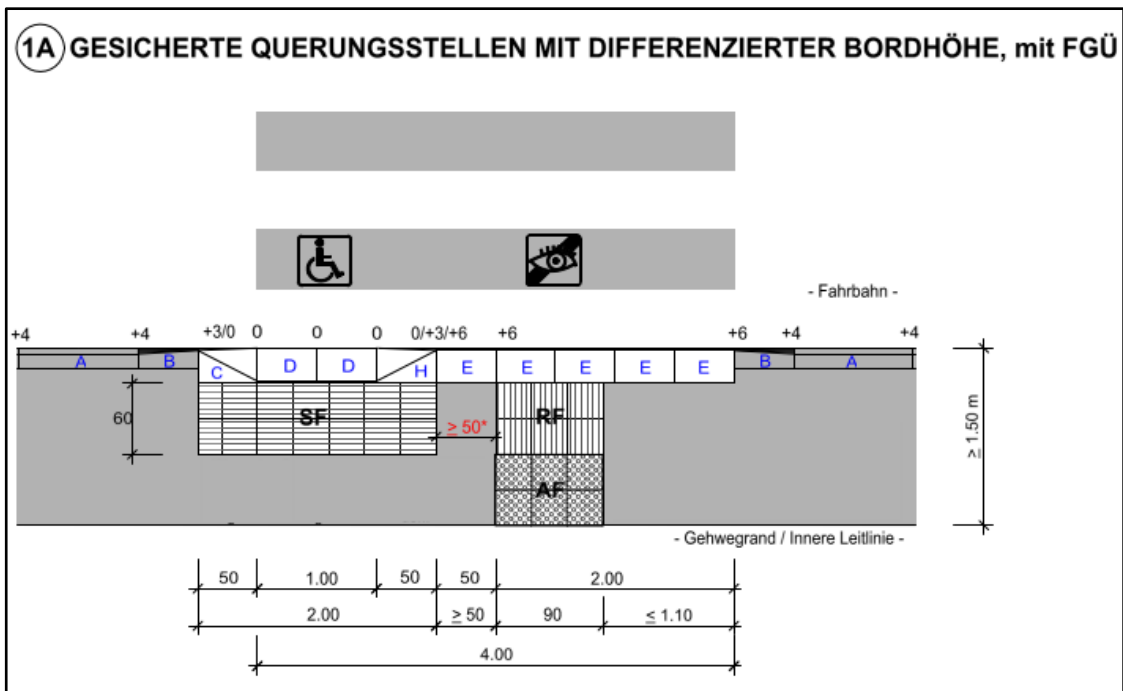 1A GESICHERTE QUERUNGSSTELLEN MIT DIFFERENZIERTER BORDHÖHE, mit FGÜ
- Fahrbahn -
+4 +4 +3/0 0 0 0 0/+3/+6 +6 +6 +4 +4
A B C D D H E E E E E B A
60 SF ≥ 50* RF ≥ 1.50 m
AF
- Gehwegrand / Innere Leitlinie -
50 1.00 50 50 2.00
2.00 ≥ 50 90 ≤ 1.10
4.00